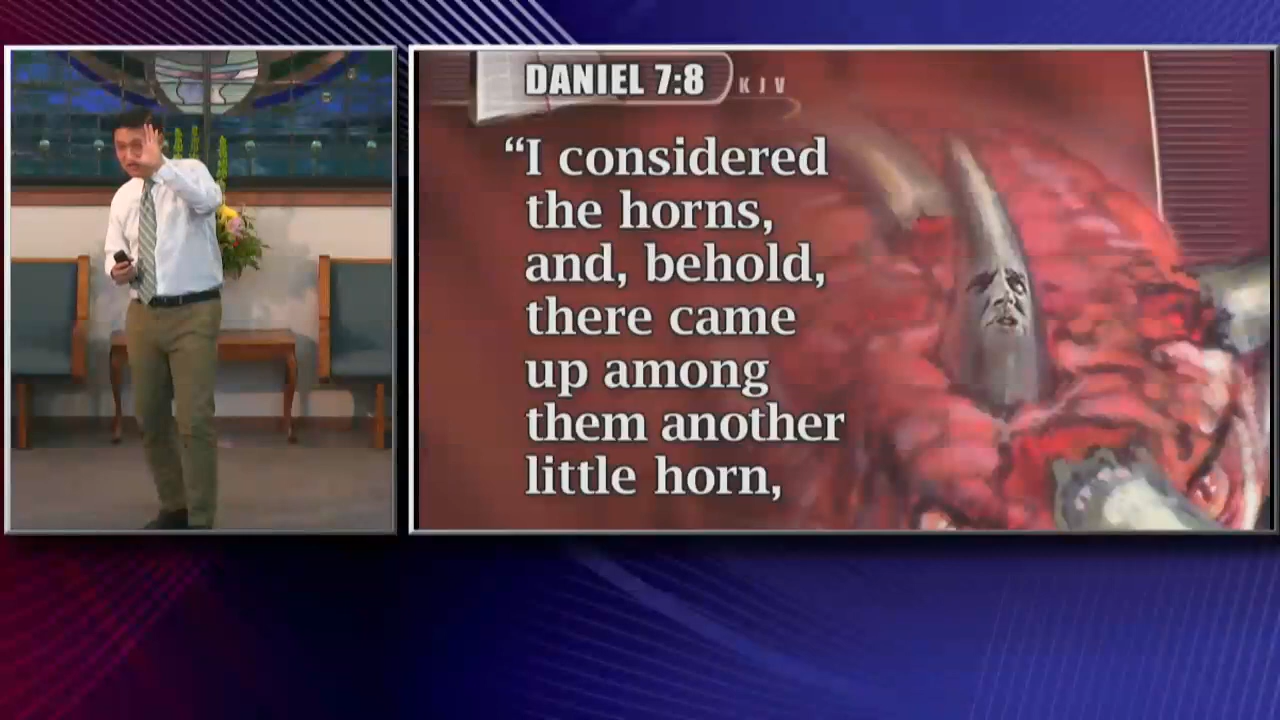 DANIEL 7:8 KJV
“I considered
the horns,
and, behold,
there came
up among
them another
little horn,